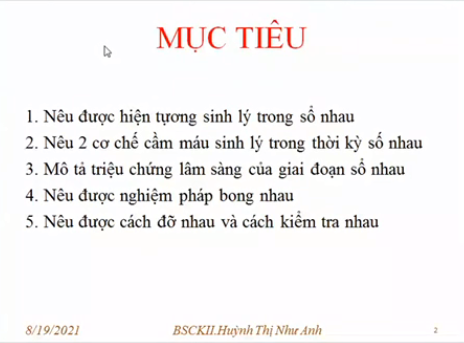 MỤC TIÊU
1. Nêu được hiện tượng sinh lý trong sổ nhau
2. Nêu 2 cơ chế cầm máu sinh lý trong thời kỳ sổ nhau
3. Mô tả triệu chứng lâm sàng của giai đoạn sổ nhau
4. Nêu được nghiệm pháp bong nhau
5. Nêu được cách đỡ nhau và cách kiểm tra nhau
8/19/2021
BSCKII.Huỳnh Thị Như Anh
2